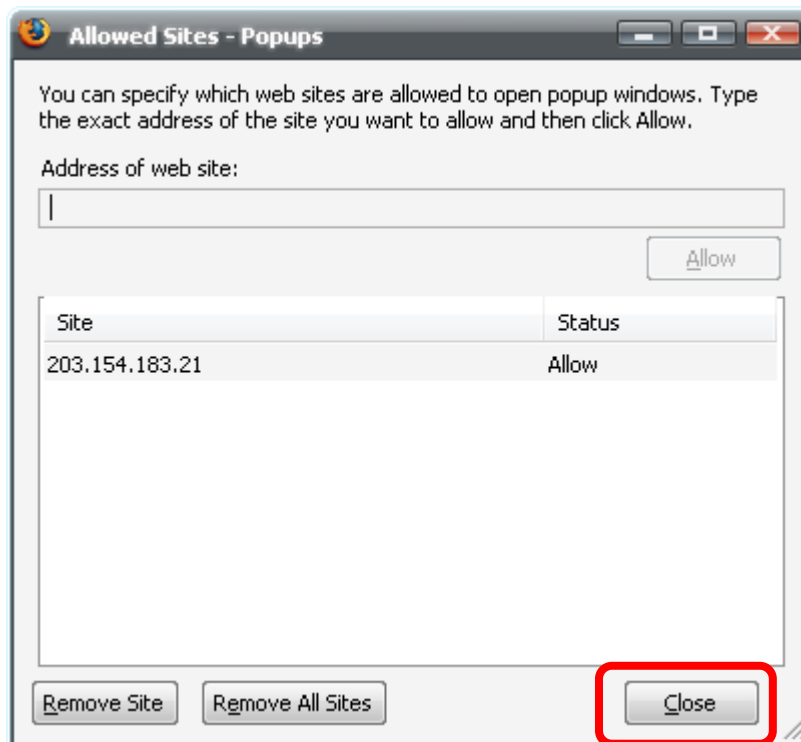 Allowed Sites - Popups
You can specify which web sites are allowed to open popup windows. Type
the exact address of the site you want to allow and then click Allow.
Address of web site:
Allow
Site Status
203.154.183.21 Allow
Remove Site Remove All Sites Close